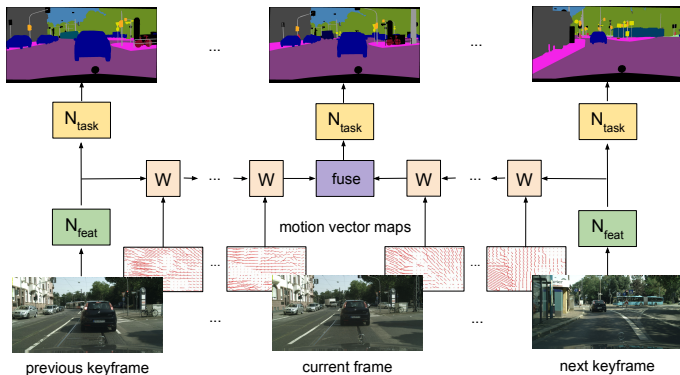 ... ...
N_task N_task N_task
W ... W fuse W ... W
N_feat motion vector maps N_feat
... ...
... ...
previous keyframe current frame next keyframe